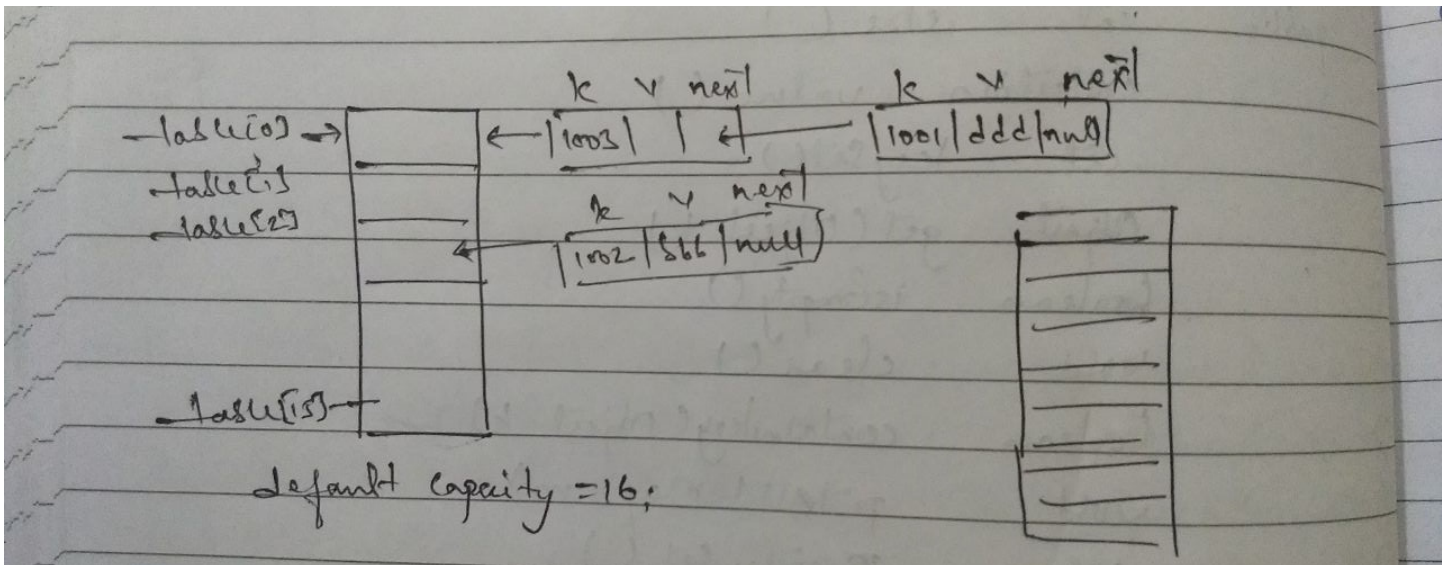 k v next k v next
table[0] 1003 1001 ddd null
table[1]
k v next
table[2] 1002 bbb null
table[15]
default capacity = 16;